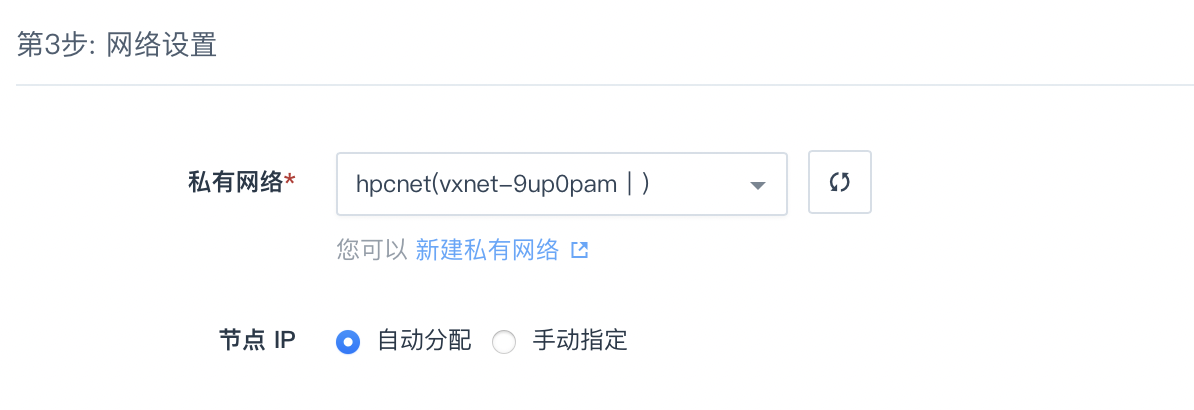 第3步: 网络设置
私有网络* hpcnet(vxnet-9up0pam | )
您可以 新建私有网络
节点 IP 自动分配 手动指定